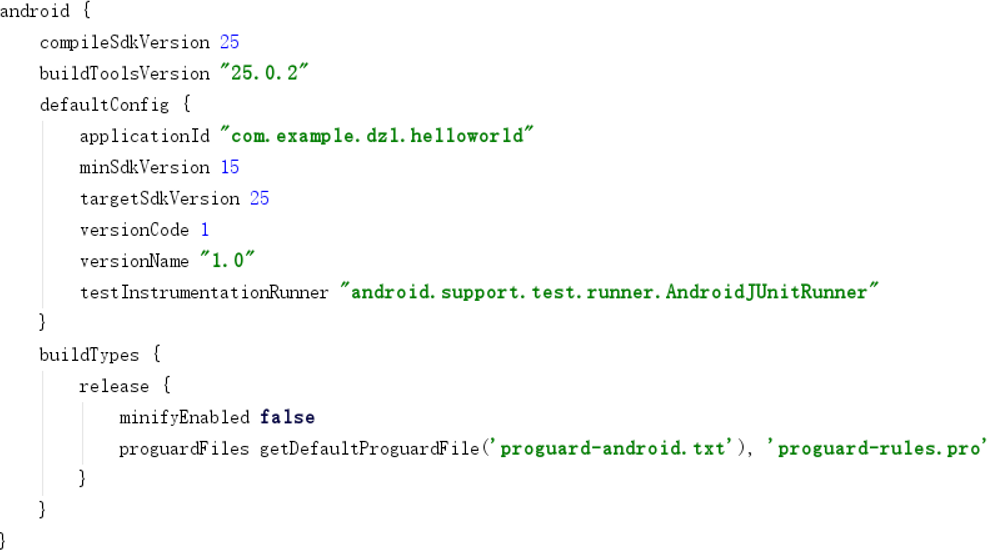 android {
    compileSdkVersion 25
    buildToolsVersion "25.0.2"
    defaultConfig {
        applicationId "com.example.dzl.helloworld"
        minSdkVersion 15
        targetSdkVersion 25
        versionCode 1
        versionName "1.0"
        testInstrumentationRunner "android.support.test.runner.AndroidJUnitRunner"
    }
    buildTypes {
        release {
            minifyEnabled false
            proguardFiles getDefaultProguardFile('proguard-android.txt'), 'proguard-rules.pro'
        }
    }
}